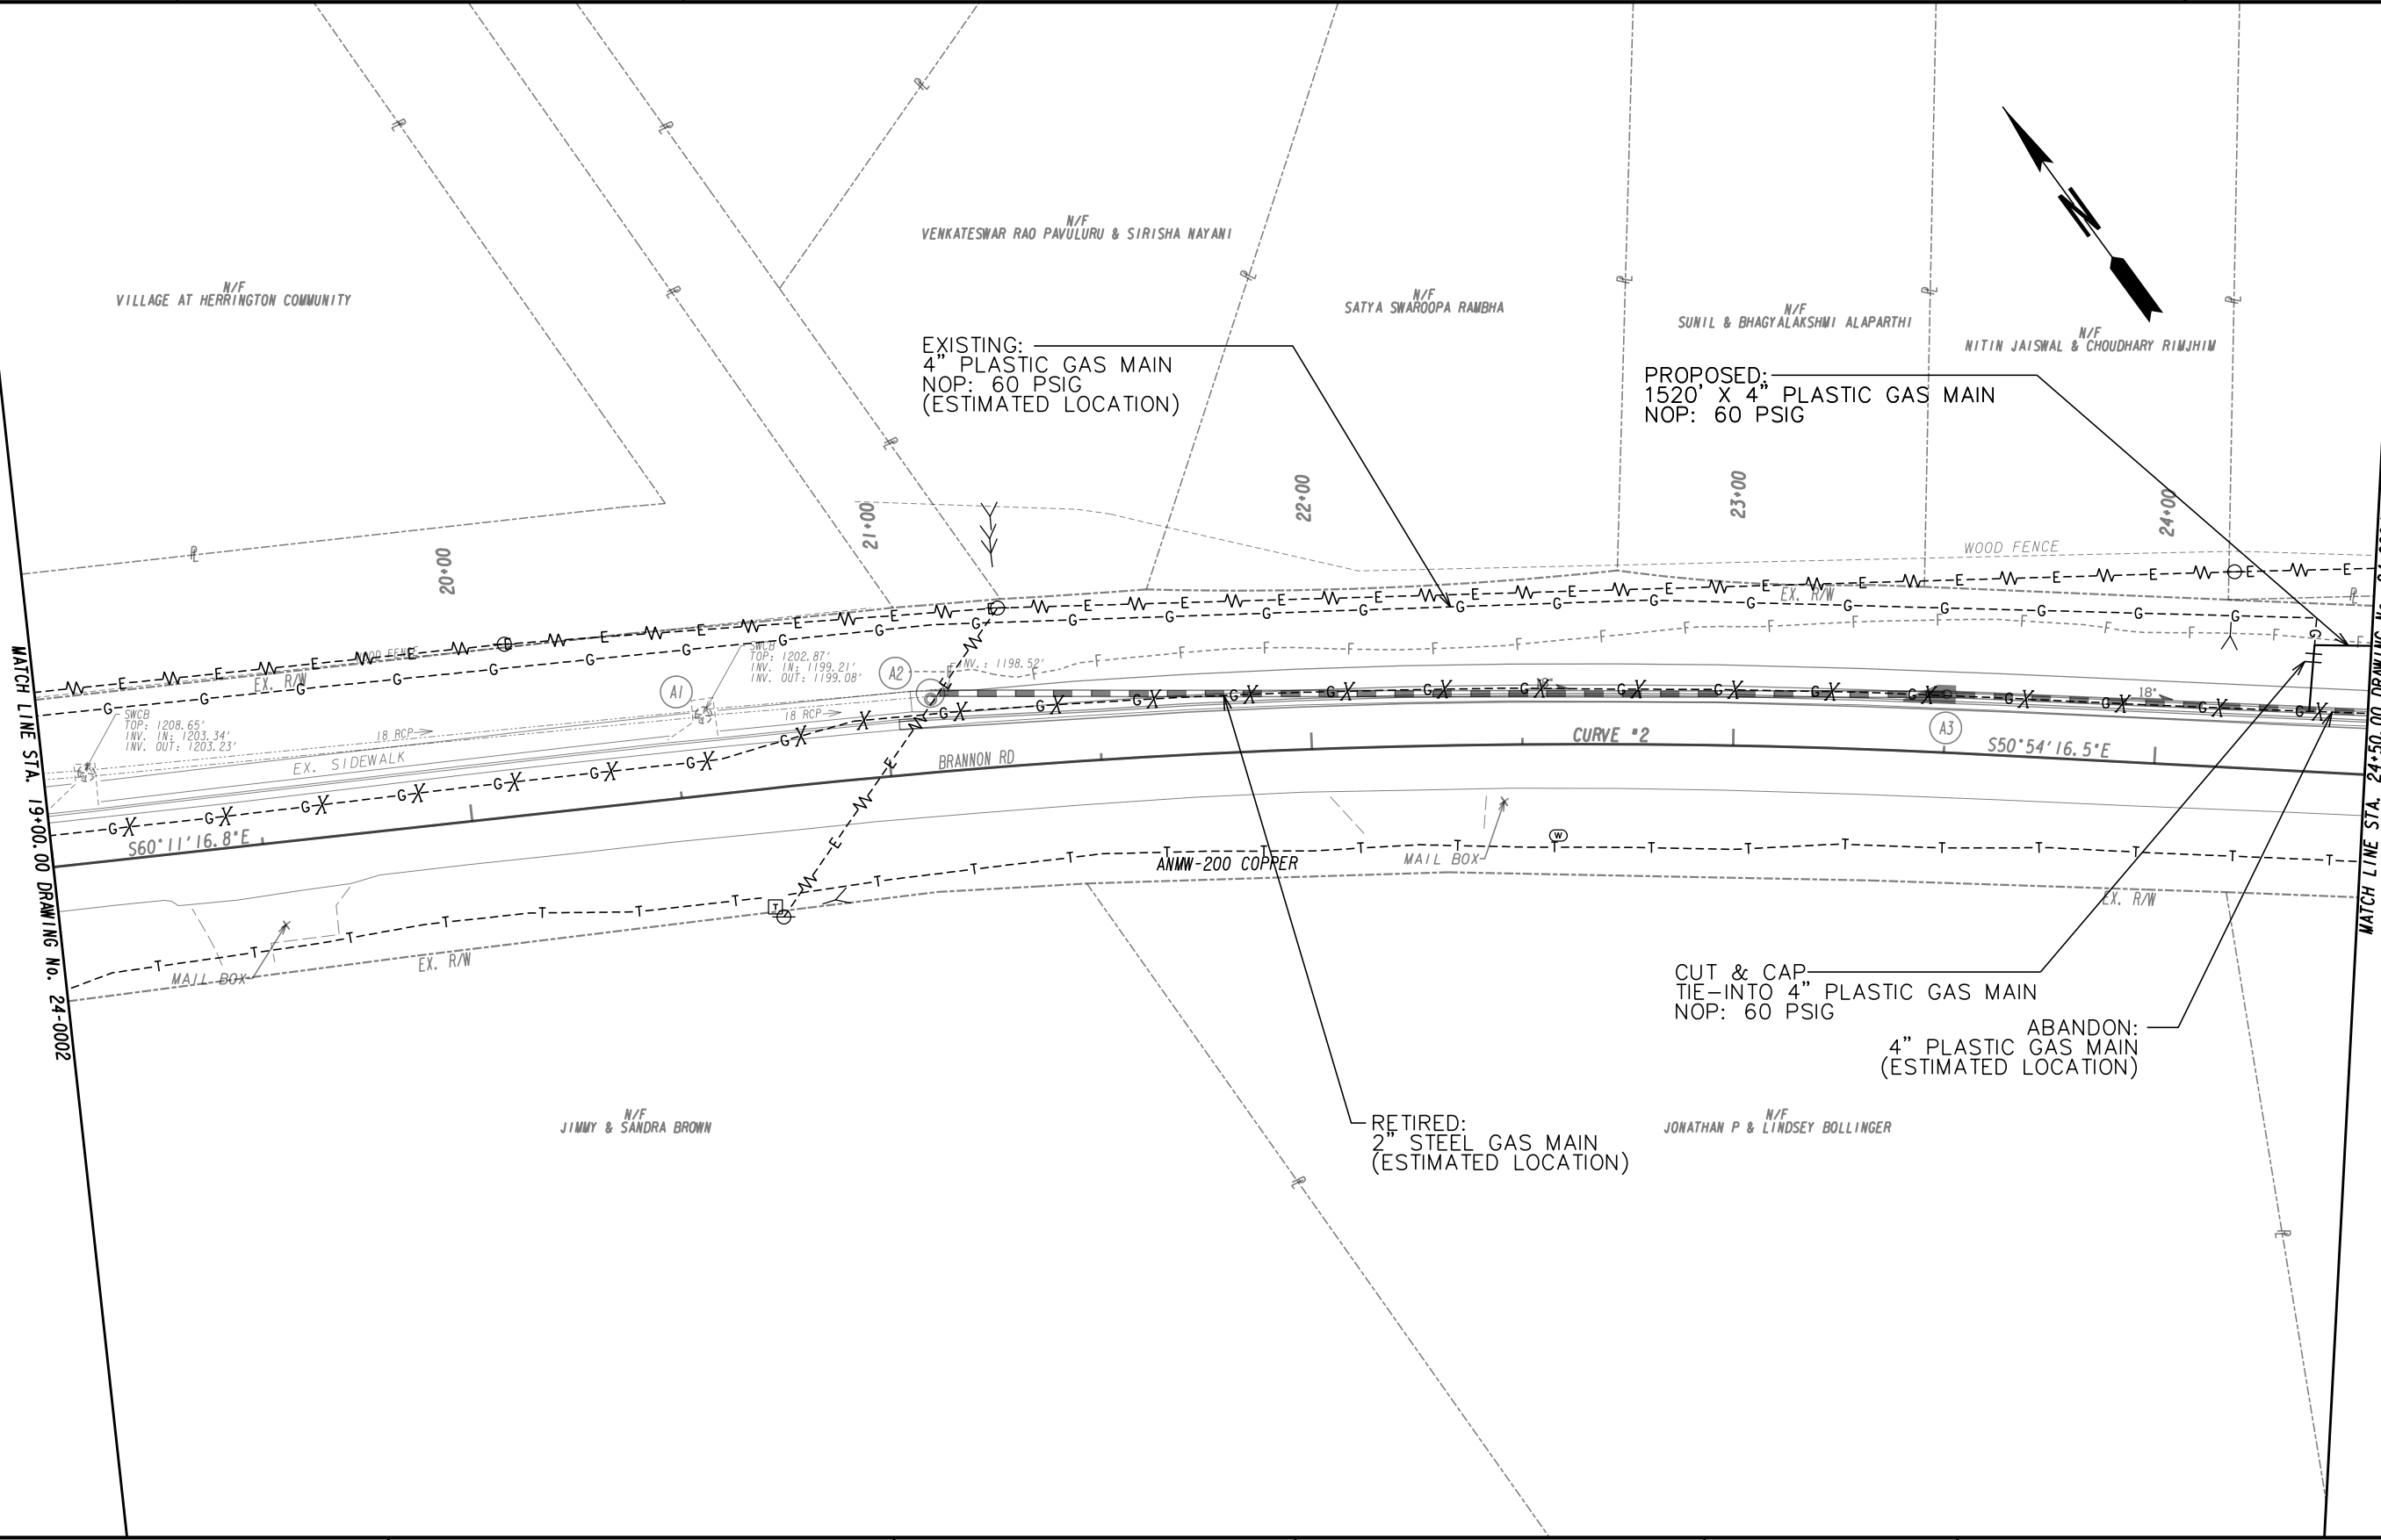 N
N/F
VENKATESWAR RAO PAVULURU & SIRISHA NAYANI
N/F
VILLAGE AT HERRINGTON COMMUNITY
N/F
SATYA SWAROOPA RAMBHA
N/F
SUNIL & BHAGYALAKSHMI ALAPARTHI
N/F
NITIN JAISWAL & CHOUDHARY RIMJHIM
EXISTING:
4" PLASTIC GAS MAIN
NOP: 60 PSIG
(ESTIMATED LOCATION)
PROPOSED:
1520' X 4" PLASTIC GAS MAIN
NOP: 60 PSIG
20+00
21+00
22+00
23+00
24+00
WOOD FENCE
WOOD FENCE
EX. R/W
EX. R/W
SWCB
TOP: 1202.87'
INV. IN: 1199.21'
INV. OUT: 1199.08'
INV.: 1198.52'
A1
A2
A3
SWCB
TOP: 1208.65'
INV. IN: 1203.34'
INV. OUT: 1203.23'
18 RCP
18 RCP
18"
EX. SIDEWALK
BRANNON RD
CURVE #2
S50°54'16.5"E
S60°11'16.8"E
MAIL BOX
ANMW-200 COPPER
W
T
EX. R/W
EX. R/W
MAIL BOX
CUT & CAP
TIE-INTO 4" PLASTIC GAS MAIN
NOP: 60 PSIG
ABANDON:
4" PLASTIC GAS MAIN
(ESTIMATED LOCATION)
RETIRED:
2" STEEL GAS MAIN
(ESTIMATED LOCATION)
N/F
JIMMY & SANDRA BROWN
N/F
JONATHAN P & LINDSEY BOLLINGER
MATCH LINE STA. 19+00.00 DRAWING No. 24-0002
MATCH LINE STA. 24+50.00 DRAWING No.